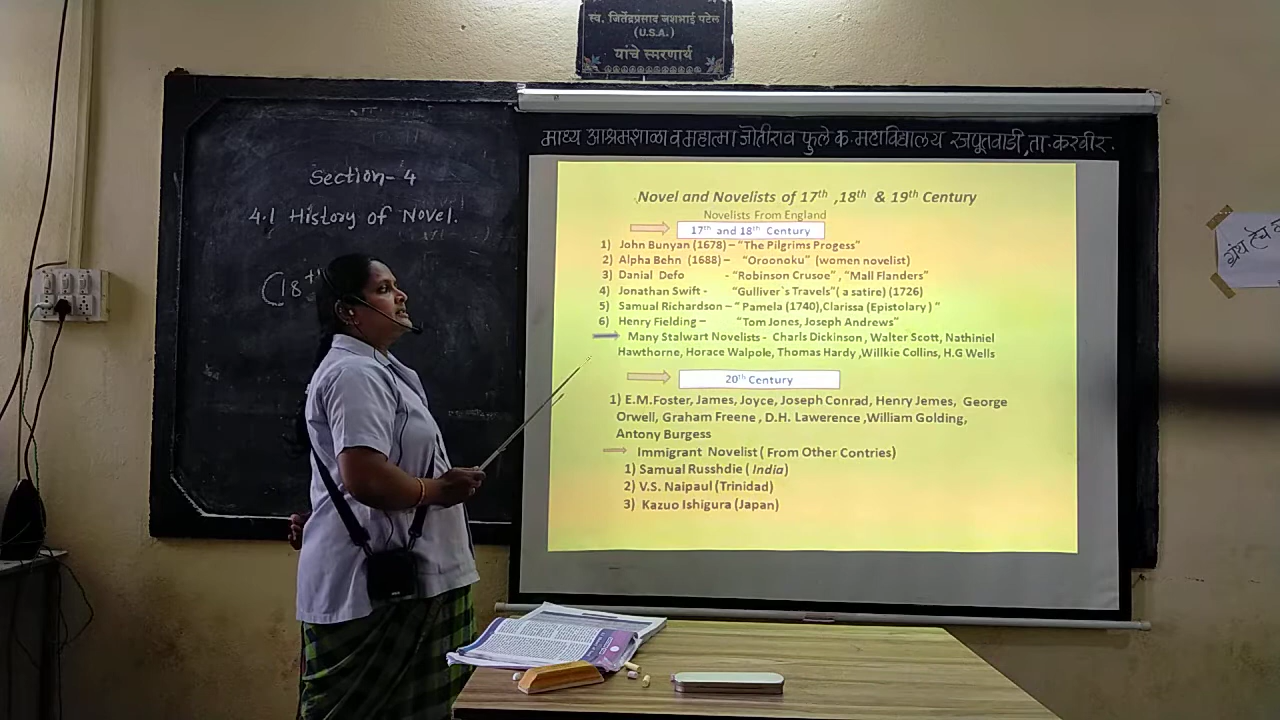 स्व. जितेंद्रप्रसाद जशभाई पटेल
(U.S.A.)
यांचे स्मरणार्थ
माध्य आश्रमशाळा व महात्मा जोतीराव फुले क. महाविद्यालय रजपूतवाडी, ता. करवीर.
Section-4
4.1 History of Novel.
(18th
Novel and Novelists of 17th ,18th & 19th Century
Novelists From England
17th and 18th Century
1) John Bunyan (1678) – “The Pilgrims Progess”
2) Alpha Behn (1688) – “Oroonoku” (women novelist)
3) Danial Defo - “Robinson Crusoe” , “Mall Flanders”
4) Jonathan Swift - “Gulliver`s Travels”( a satire) (1726)
5) Samual Richardson – “ Pamela (1740),Clarissa (Epistolary ) ”
6) Henry Fielding – “Tom Jones, Joseph Andrews”
Many Stalwart Novelists - Charls Dickinson , Walter Scott, Nathiniel
Hawthorne, Horace Walpole, Thomas Hardy ,Willkie Collins, H.G Wells
20th Century
1) E.M.Foster, James, Joyce, Joseph Conrad, Henry Jemes, George
Orwell, Graham Freene , D.H. Lawerence ,William Golding,
Antony Burgess
Immigrant Novelist ( From Other Contries)
1) Samual Russhdie ( India)
2) V.S. Naipaul (Trinidad)
3) Kazuo Ishigura (Japan)